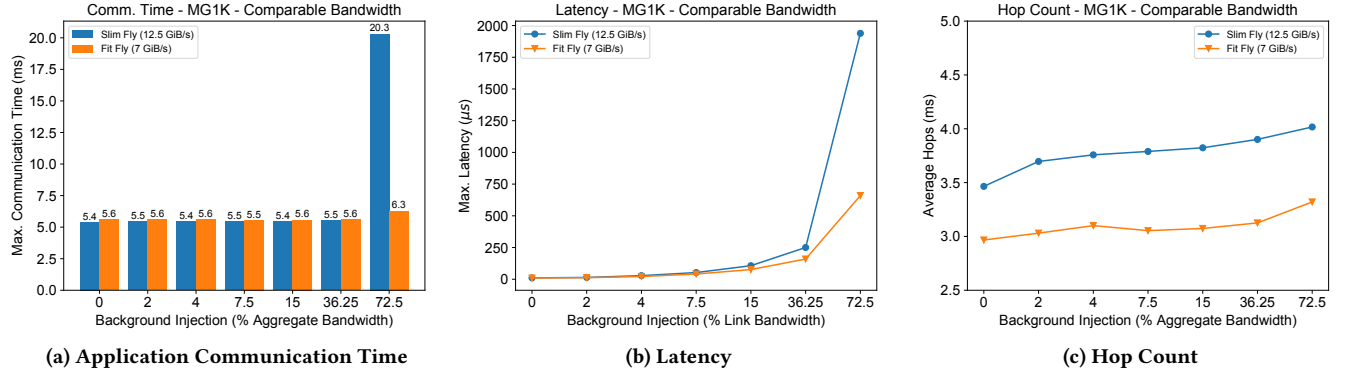 Comm. Time - MG1K - Comparable Bandwidth
Slim Fly (12.5 GiB/s)
Fit Fly (7 GiB/s)
Max. Communication Time (ms)
20.0
17.5
15.0
12.5
10.0
7.5
5.0
2.5
0.0
5.4 5.6 5.5 5.6 5.4 5.6 5.5 5.5 5.4 5.6 5.5 5.6 20.3 6.3
0 2 4 7.5 15 36.25 72.5
Background Injection (% Aggregate Bandwidth)
(a) Application Communication Time
Latency - MG1K - Comparable Bandwidth
Slim Fly (12.5 GiB/s)
Fit Fly (7 GiB/s)
Max. Latency (μs)
2000
1750
1500
1250
1000
750
500
250
0
0 2 4 7.5 15 36.25 72.5
Background Injection (% Link Bandwidth)
(b) Latency
Hop Count - MG1K - Comparable Bandwidth
Slim Fly (12.5 GiB/s)
Fit Fly (7 GiB/s)
Average Hops (ms)
5.0
4.5
4.0
3.5
3.0
2.5
0 2 4 7.5 15 36.25 72.5
Background Injection (% Aggregate Bandwidth)
(c) Hop Count